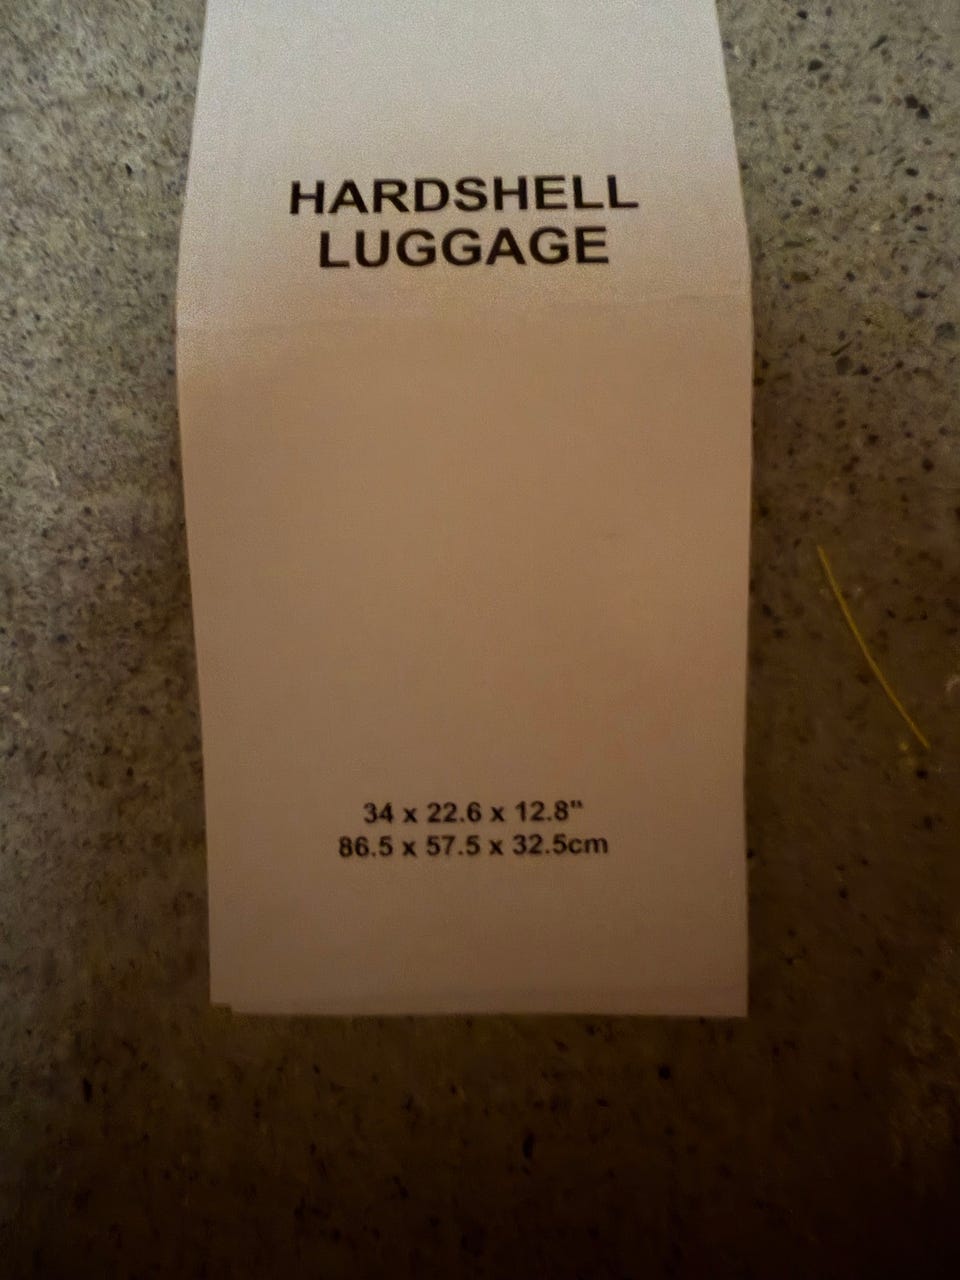 HARDSHELL
LUGGAGE
34 x 22.6 x 12.8"
86.5 x 57.5 x 32.5cm